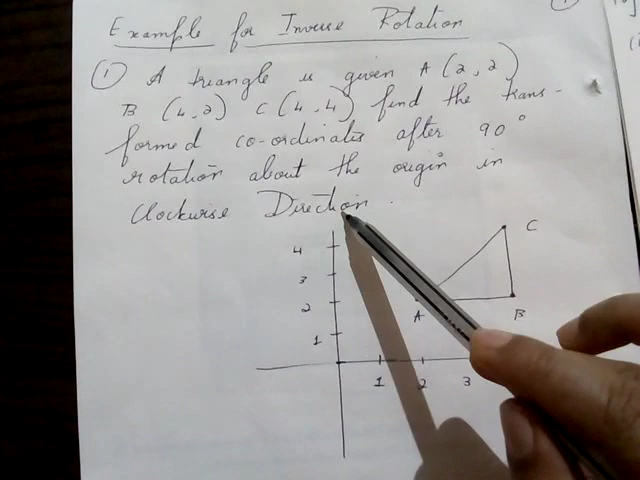 Example for Inverse Rotation
① A triangle is given A (2, 2)
B (4, 2) C (4, 4) find the trans-
formed co-ordinates after 90°
rotation about the origin in
Clockwise Direction.
C
4
3
2
A B
1
1 2 3